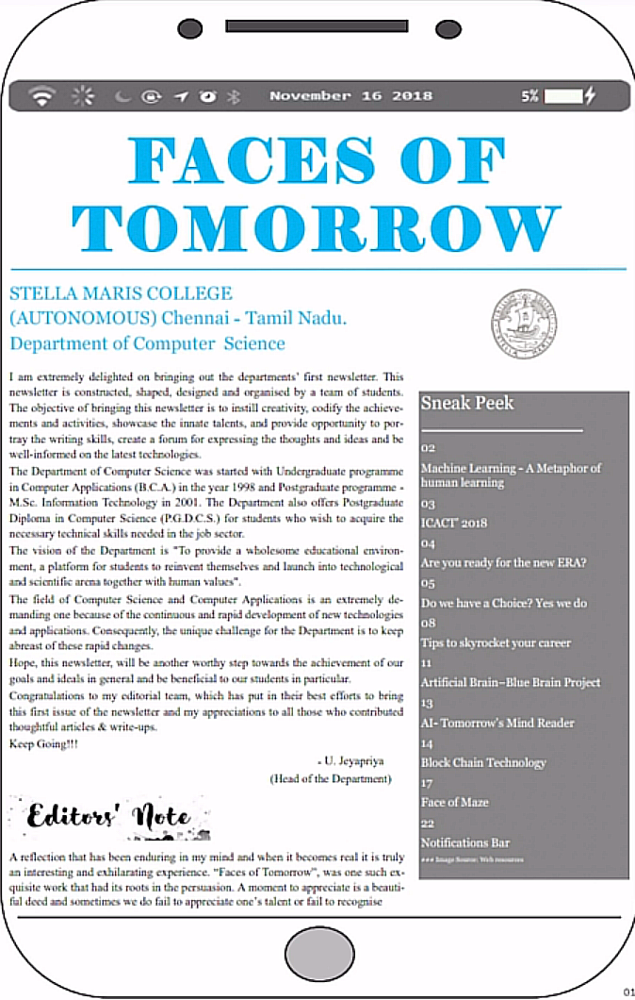 November 16 2018
5%
FACES OF
TOMORROW
STELLA MARIS COLLEGE
(AUTONOMOUS) Chennai - Tamil Nadu.
Department of Computer Science
I am extremely delighted on bringing out the departments' first newsletter. This
newsletter is constructed, shaped, designed and organised by a team of students.
The objective of bringing this newsletter is to instill creativity, codify the achieve-
ments and activities, showcase the innate talents, and provide opportunity to por-
tray the writing skills, create a forum for expressing the thoughts and ideas and be
well-informed on the latest technologies.
The Department of Computer Science was started with Undergraduate programme
in Computer Applications (B.C.A.) in the year 1998 and Postgraduate programme -
M.Sc. Information Technology in 2001. The Department also offers Postgraduate
Diploma in Computer Science (P.G.D.C.S.) for students who wish to acquire the
necessary technical skills needed in the job sector.
The vision of the Department is "To provide a wholesome educational environ-
ment, a platform for students to reinvent themselves and launch into technological
and scientific arena together with human values".
The field of Computer Science and Computer Applications is an extremely de-
manding one because of the continuous and rapid development of new technologies
and applications. Consequently, the unique challenge for the Department is to keep
abreast of these rapid changes.
Hope, this newsletter, will be another worthy step towards the achievement of our
goals and ideals in general and be beneficial to our students in particular.
Congratulations to my editorial team, which has put in their best efforts to bring
this first issue of the newsletter and my appreciations to all those who contributed
thoughtful articles & write-ups.
Keep Going!!!
- U. Jeyapriya
(Head of the Department)
Editors' Note
A reflection that has been enduring in my mind and when it becomes real it is truly
an interesting and exhilarating experience. "Faces of Tomorrow", was one such ex-
quisite work that had its roots in the persuasion. A moment to appreciate is a beauti-
ful deed and sometimes we do fail to appreciate one's talent or fail to recognise
Sneak Peek
02
Machine Learning - A Metaphor of
human learning
03
ICACT' 2018
04
Are you ready for the new ERA?
05
Do we have a Choice? Yes we do
08
Tips to skyrocket your career
11
Artificial Brain–Blue Brain Project
13
AI- Tomorrow's Mind Reader
14
Block Chain Technology
17
Face of Maze
22
Notifications Bar
### Image Source: Web resources
01